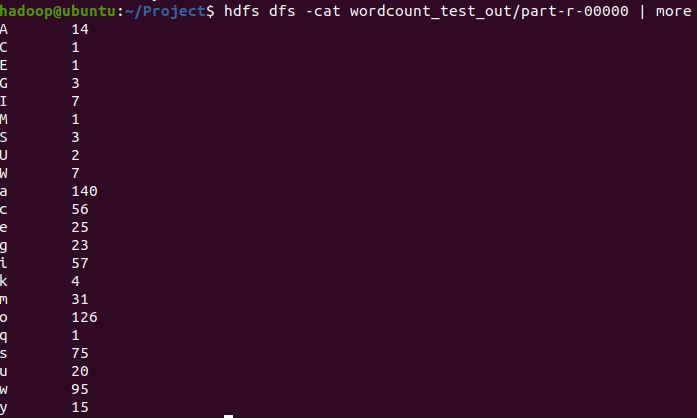 hadoop@ubuntu:~/Project$ hdfs dfs -cat wordcount_test_out/part-r-00000 | more
A 14
C 1
E 1
G 3
I 7
M 1
S 3
U 2
W 7
a 140
c 56
e 25
g 23
i 57
k 4
m 31
o 126
q 1
s 75
u 20
w 95
y 15